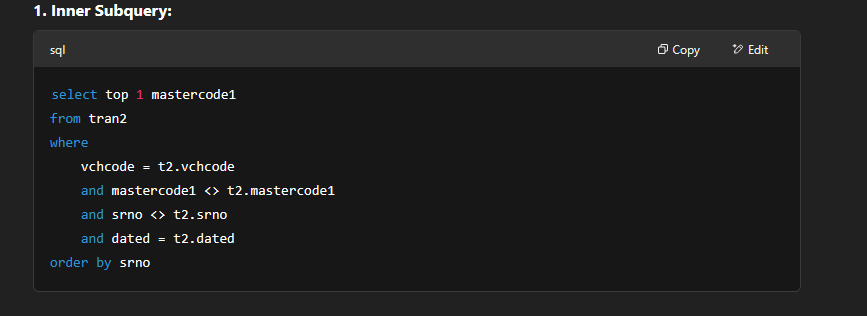 1. Inner Subquery:
sql Copy Edit
select top 1 mastercode1
from tran2
where
    vchcode = t2.vchcode
    and mastercode1 <> t2.mastercode1
    and srno <> t2.srno
    and dated = t2.dated
order by srno